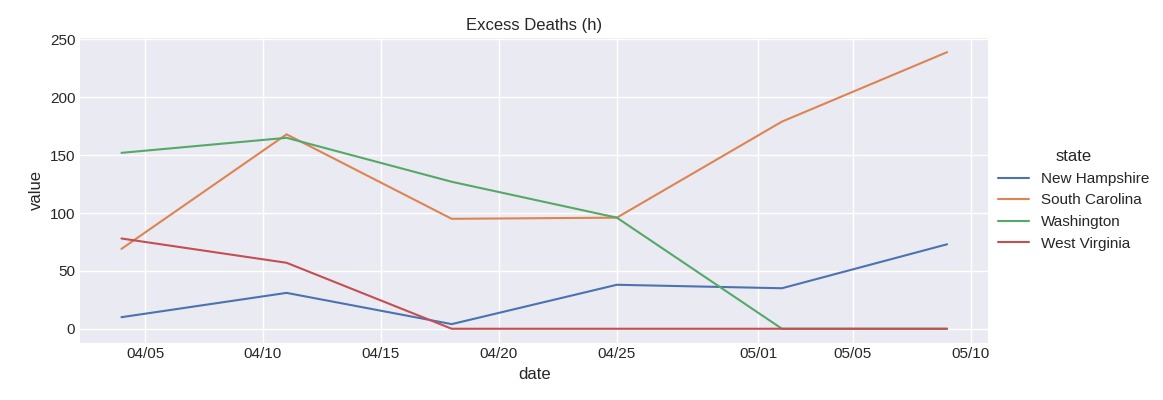 Excess Deaths (h)
250
200
150
100
50
0
value
04/05 04/10 04/15 04/20 04/25 05/01 05/05 05/10
date
state
New Hampshire
South Carolina
Washington
West Virginia